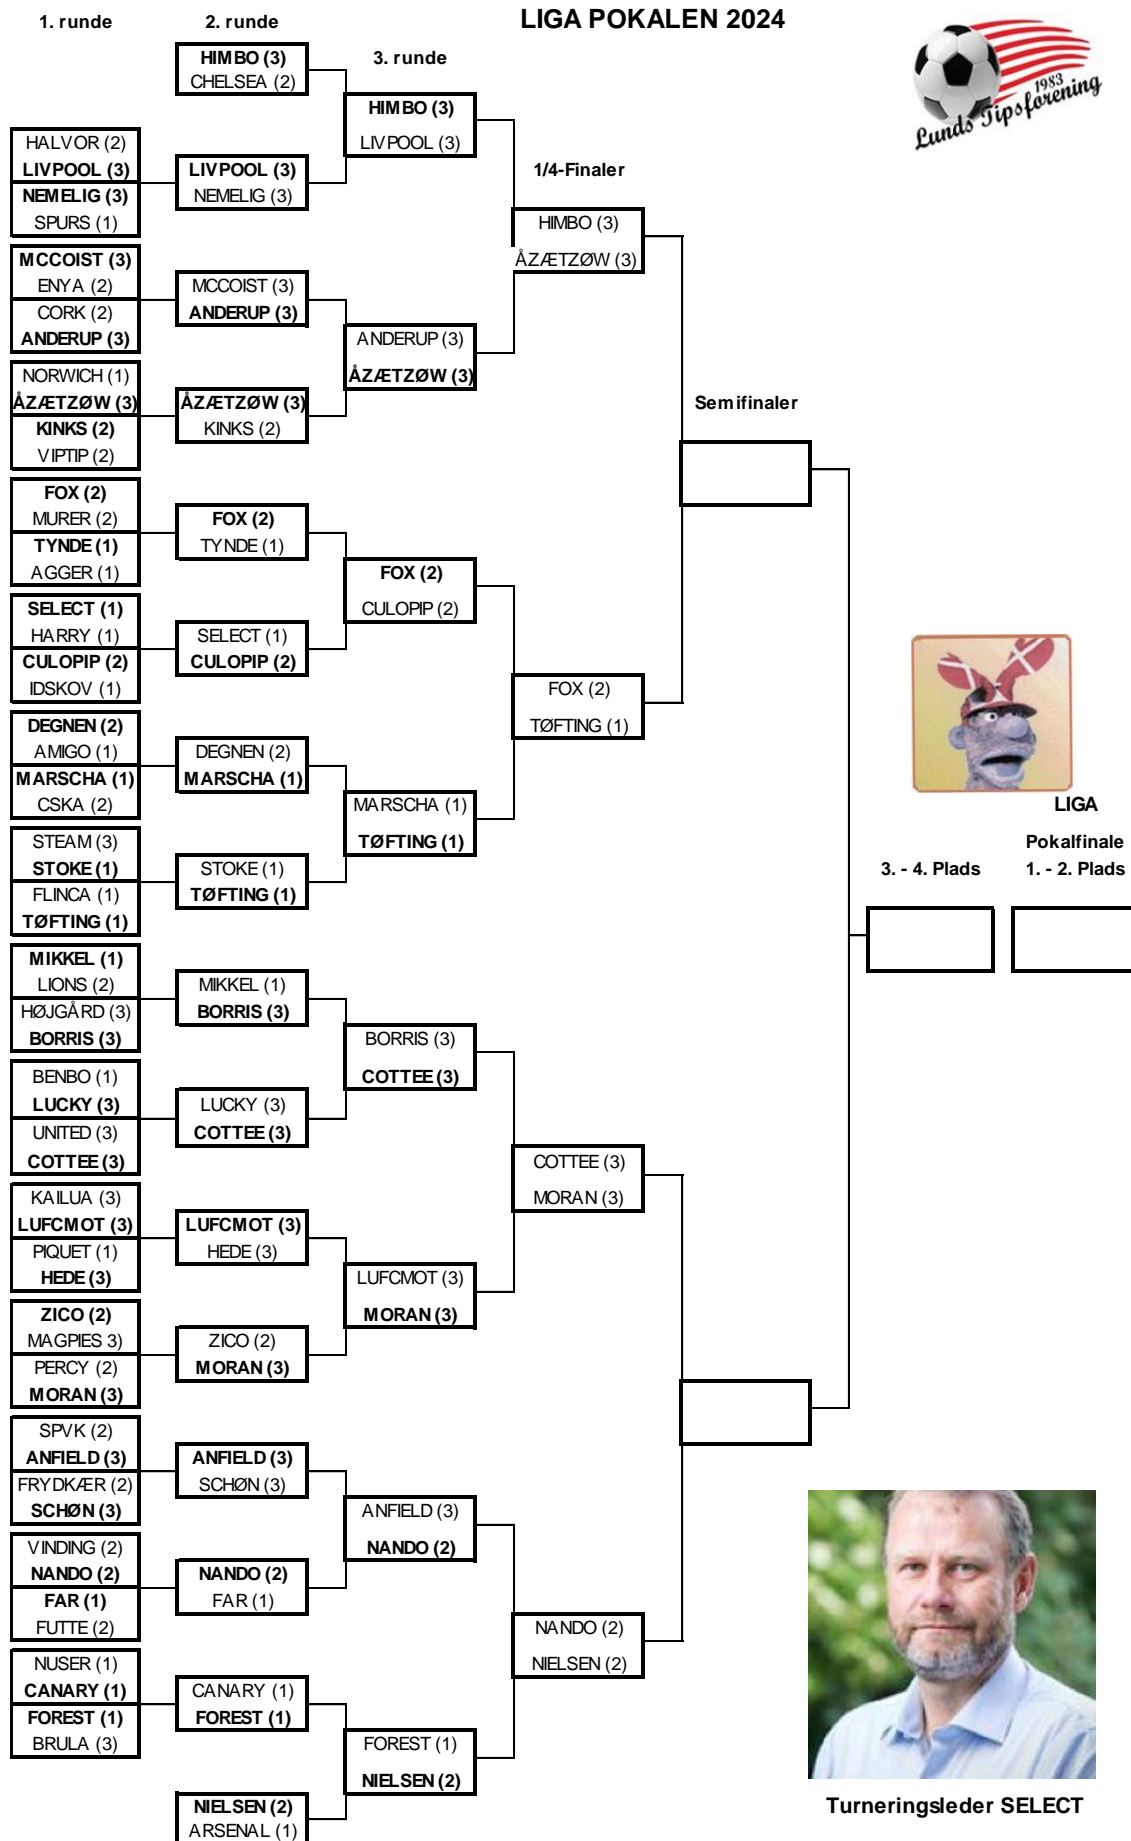 LIGA POKALEN 2024
1983
Lunds Tipsforening
1. runde
HALVOR (2)
LIVPOOL (3)
NEMELIG (3)
SPURS (1)
MCCOIST (3)
ENYA (2)
CORK (2)
ANDERUP (3)
NORWICH (1)
ÅZÆTZØW (3)
KINKS (2)
VIPTIP (2)
FOX (2)
MURER (2)
TYNDE (1)
AGGER (1)
SELECT (1)
HARRY (1)
CULOPIP (2)
IDSKOV (1)
DEGNEN (2)
AMIGO (1)
MARSCHA (1)
CSKA (2)
STEAM (3)
STOKE (1)
FLINCA (1)
TØFTING (1)
MIKKEL (1)
LIONS (2)
HØJGÅRD (3)
BORRIS (3)
BENBO (1)
LUCKY (3)
UNITED (3)
COTTEE (3)
KAILUA (3)
LUFCMOT (3)
PIQUET (1)
HEDE (3)
ZICO (2)
MAGPIES 3)
PERCY (2)
MORAN (3)
SPVK (2)
ANFIELD (3)
FRYDKÆR (2)
SCHØN (3)
VINDING (2)
NANDO (2)
FAR (1)
FUTTE (2)
NUSER (1)
CANARY (1)
FOREST (1)
BRULA (3)
2. runde
HIMBO (3)
CHELSEA (2)
LIVPOOL (3)
NEMELIG (3)
MCCOIST (3)
ANDERUP (3)
ÅZÆTZØW (3)
KINKS (2)
FOX (2)
TYNDE (1)
SELECT (1)
CULOPIP (2)
DEGNEN (2)
MARSCHA (1)
STOKE (1)
TØFTING (1)
MIKKEL (1)
BORRIS (3)
LUCKY (3)
COTTEE (3)
LUFCMOT (3)
HEDE (3)
ZICO (2)
MORAN (3)
ANFIELD (3)
SCHØN (3)
NANDO (2)
FAR (1)
CANARY (1)
FOREST (1)
NIELSEN (2)
ARSENAL (1)
3. runde
HIMBO (3)
LIVPOOL (3)
ANDERUP (3)
ÅZÆTZØW (3)
FOX (2)
CULOPIP (2)
MARSCHA (1)
TØFTING (1)
BORRIS (3)
COTTEE (3)
LUFCMOT (3)
MORAN (3)
ANFIELD (3)
NANDO (2)
FOREST (1)
NIELSEN (2)
1/4-Finaler
HIMBO (3)
ÅZÆTZØW (3)
FOX (2)
TØFTING (1)
COTTEE (3)
MORAN (3)
NANDO (2)
NIELSEN (2)
Semifinaler
LIGA
Pokalfinale
3. - 4. Plads
1. - 2. Plads
Turneringsleder SELECT